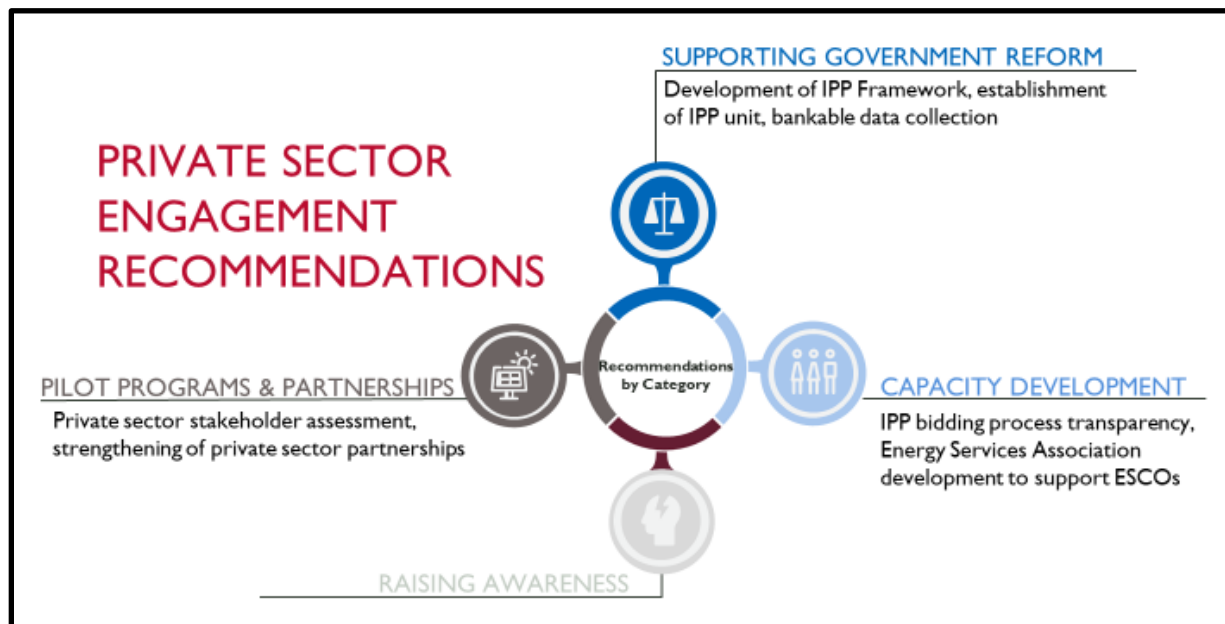 SUPPORTING GOVERNMENT REFORM
Development of IPP Framework, establishment
of IPP unit, bankable data collection
PRIVATE SECTOR
ENGAGEMENT
RECOMMENDATIONS
Recommendations
by Category
PILOT PROGRAMS & PARTNERSHIPS
Private sector stakeholder assessment,
strengthening of private sector partnerships
CAPACITY DEVELOPMENT
IPP bidding process transparency,
Energy Services Association
development to support ESCOs
RAISING AWARENESS